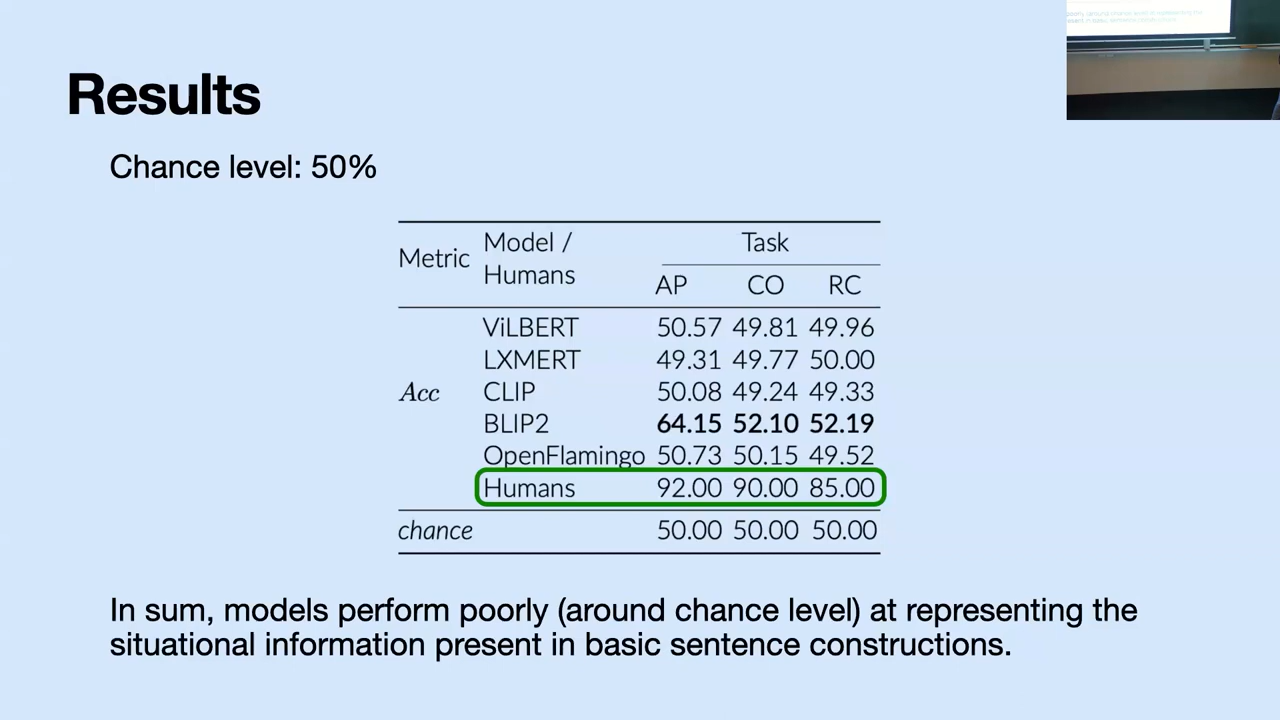 Results
Chance level: 50%
Metric Model / Humans Task
AP CO RC
ViLBERT 50.57 49.81 49.96
LXMERT 49.31 49.77 50.00
Acc CLIP 50.08 49.24 49.33
BLIP2 64.15 52.10 52.19
OpenFlamingo 50.73 50.15 49.52
Humans 92.00 90.00 85.00
chance 50.00 50.00 50.00
In sum, models perform poorly (around chance level) at representing the
situational information present in basic sentence constructions.